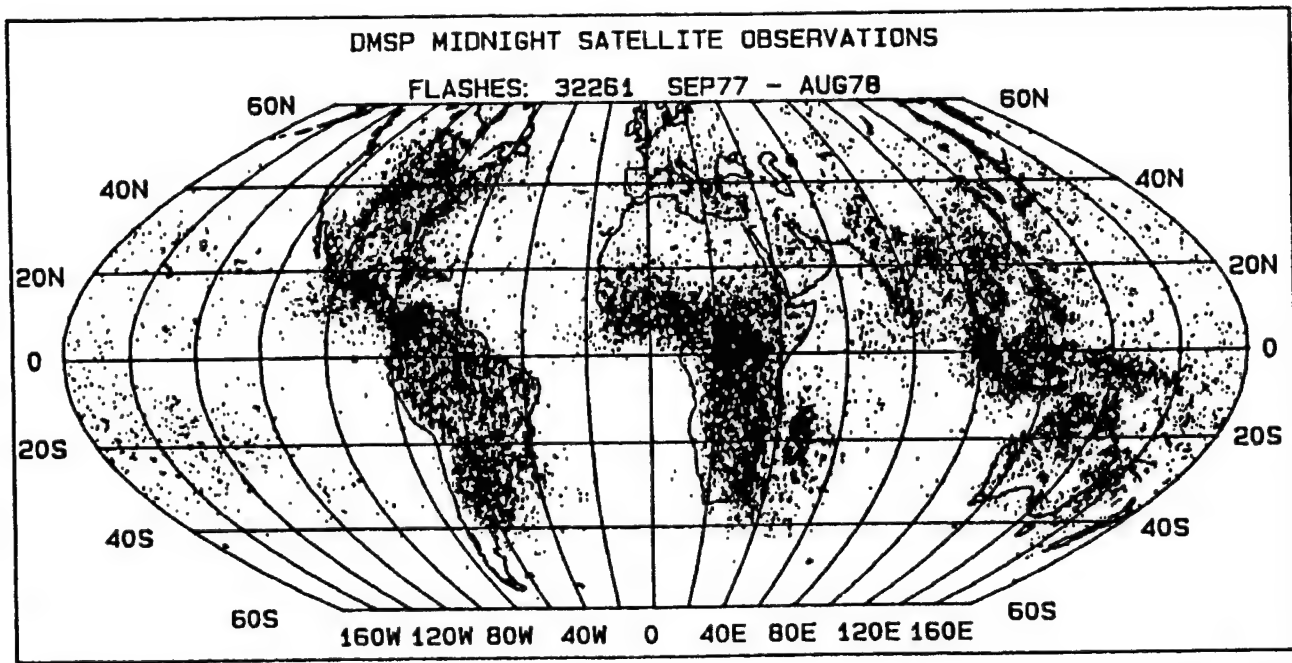 DMSP MIDNIGHT SATELLITE OBSERVATIONS
FLASHES: 32261 SEP77 - AUG78
60N 60N
40N 40N
20N 20N
0 0
20S 20S
40S 40S
60S 60S
160W 120W 80W 40W 0 40E 80E 120E 160E